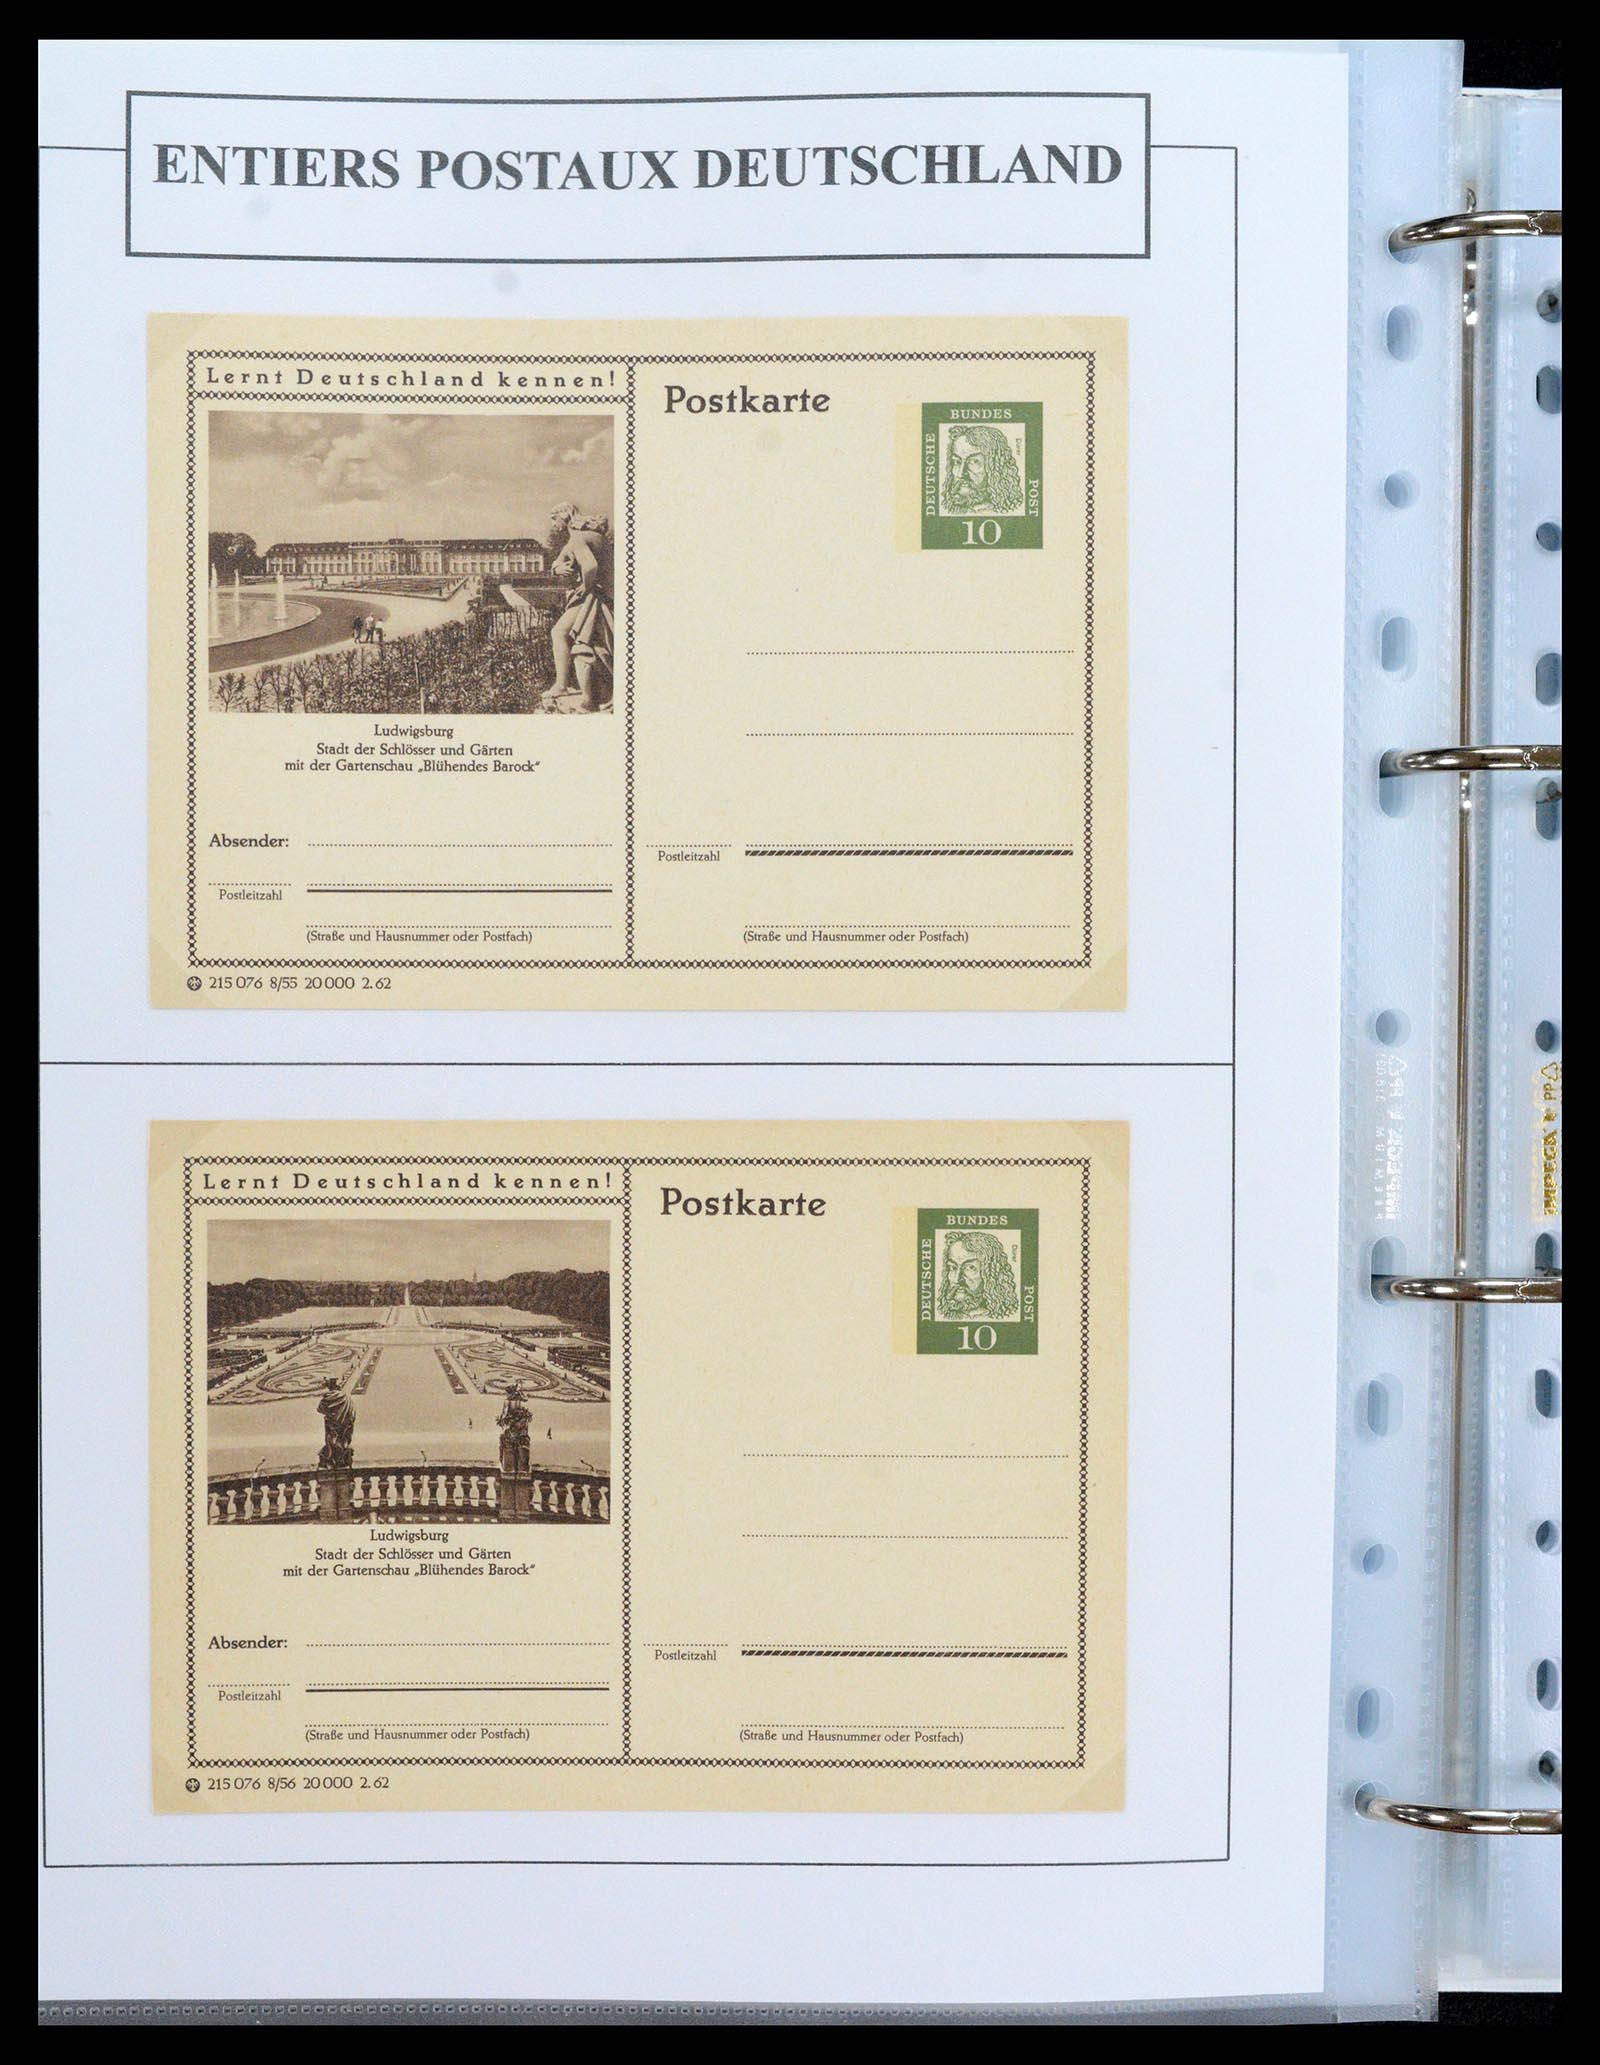 ENTIERS POSTAUX DEUTSCHLAND
Lernt Deutschland kennen!
Postkarte
BUNDES
DEUTSCHE
POST
Dürer
10
Ludwigsburg
Stadt der Schlösser und Gärten
mit der Gartenschau „Blühendes Barock“
Absender:
Postleitzahl
(Straße und Hausnummer oder Postfach)
Postleitzahl
(Straße und Hausnummer oder Postfach)
215 076 8/55 20 000 2.62
Lernt Deutschland kennen!
Postkarte
BUNDES
DEUTSCHE
POST
Dürer
10
Ludwigsburg
Stadt der Schlösser und Gärten
mit der Gartenschau „Blühendes Barock“
Absender:
Postleitzahl
(Straße und Hausnummer oder Postfach)
Postleitzahl
(Straße und Hausnummer oder Postfach)
215 076 8/56 20 000 2.62